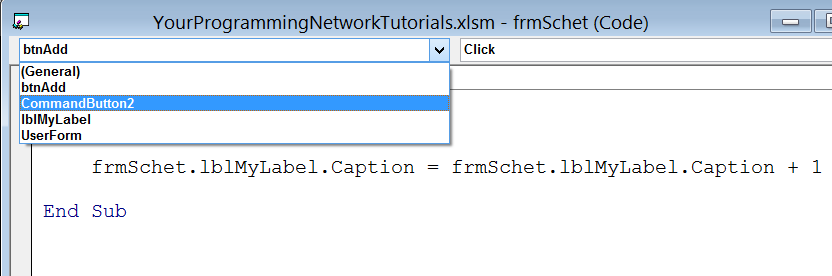 YourProgrammingNetworkTutorials.xlsm - frmSchet (Code)
btnAdd Click
(General)
btnAdd
CommandButton2
lblMyLabel
UserForm
frmSchet.lblMyLabel.Caption = frmSchet.lblMyLabel.Caption + 1
End Sub